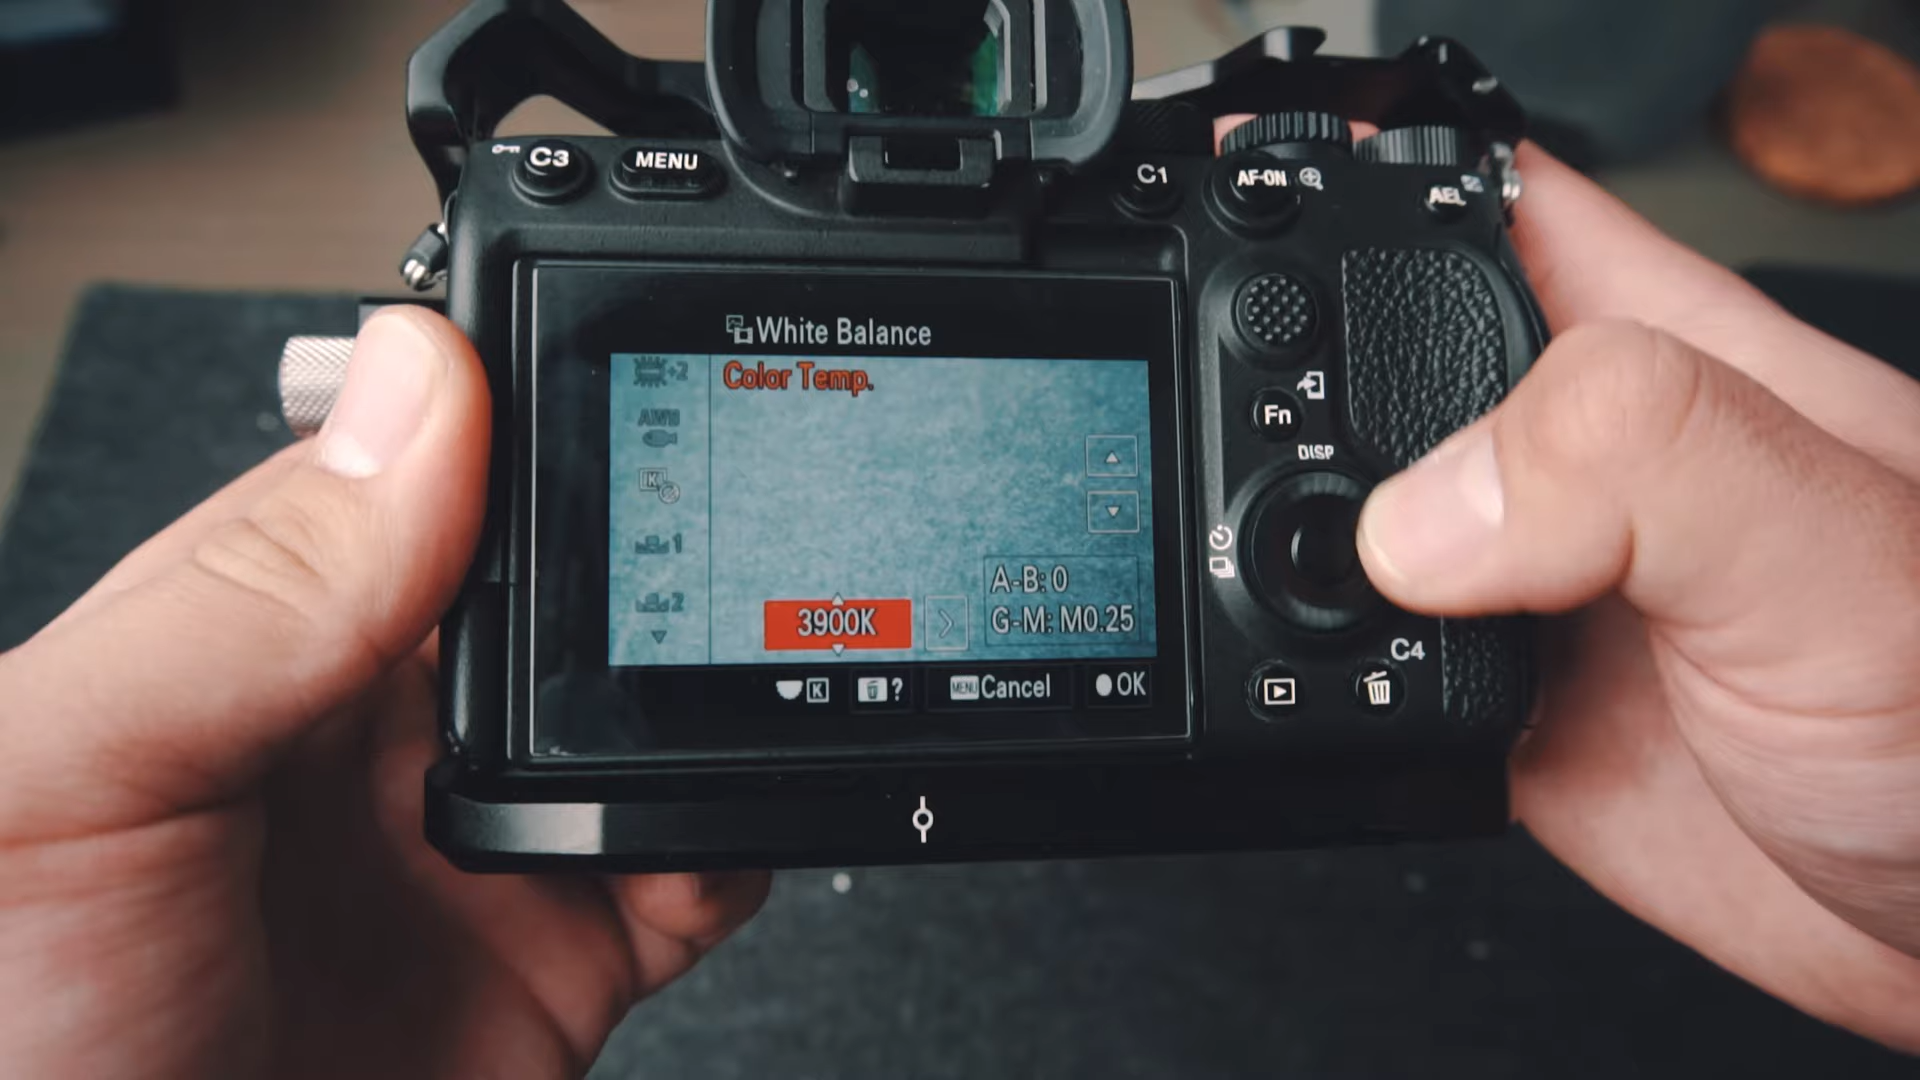 C3
MENU
C1
AF-ON
AEL
White Balance
+2
Color Temp.
AWB
K
1
2
3900K
A-B: 0
G-M: M0.25
K
?
MENU Cancel
OK
Fn
DISP
C4